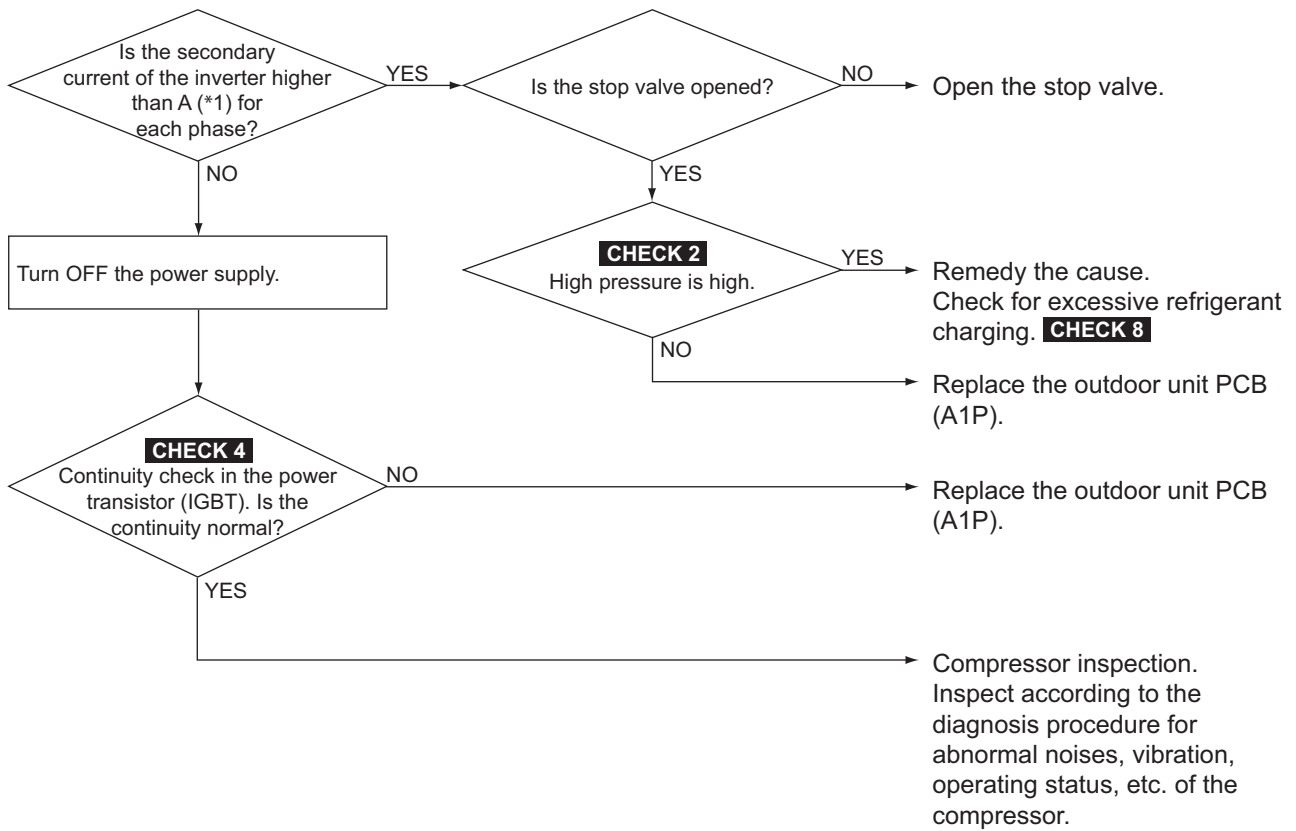 Is the secondary
current of the inverter higher
than A (*1) for
each phase?
YES
Is the stop valve opened?
NO
Open the stop valve.
NO
YES
Turn OFF the power supply.
CHECK 2
High pressure is high.
YES
Remedy the cause.
Check for excessive refrigerant
charging. CHECK 8
NO
Replace the outdoor unit PCB
(A1P).
CHECK 4
Continuity check in the power
transistor (IGBT). Is the
continuity normal?
NO
Replace the outdoor unit PCB
(A1P).
YES
Compressor inspection.
Inspect according to the
diagnosis procedure for
abnormal noises, vibration,
operating status, etc. of the
compressor.